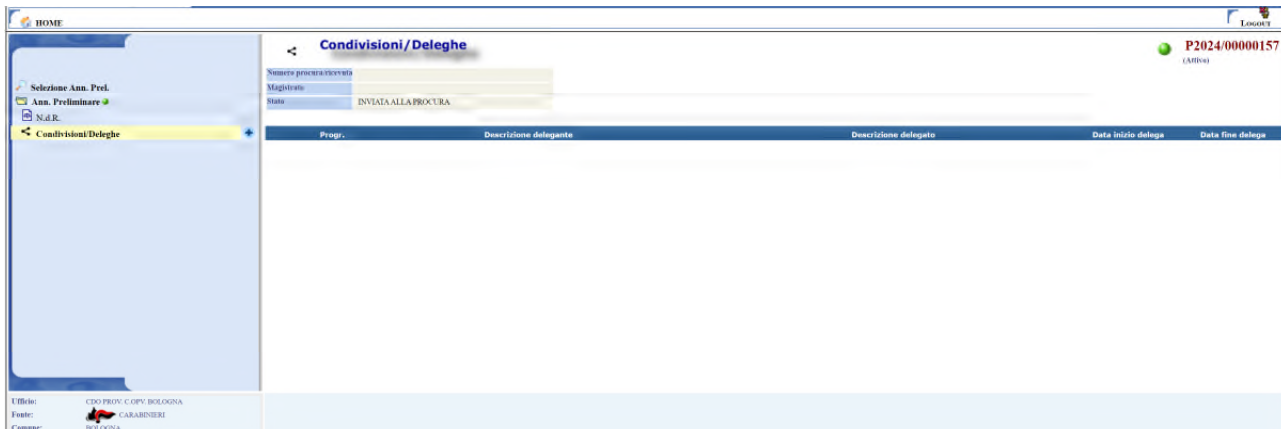 HOME
LOGOUT
Condivisioni/Deleghe
P2024/00000157
(Attivo)
Numero procura/ricevuta
Magistrato
Stato INVIATA ALLA PROCURA
Selezione Ann. Prel.
Ann. Preliminare
N.d.R.
Condivisioni/Deleghe
Progr. Descrizione delegante Descrizione delegato Data inizio delega Data fine delega
Ufficio: CDO PROV. C.OPV. BOLOGNA
Fonte: CARABINIERI
Comune: BOLOGNA